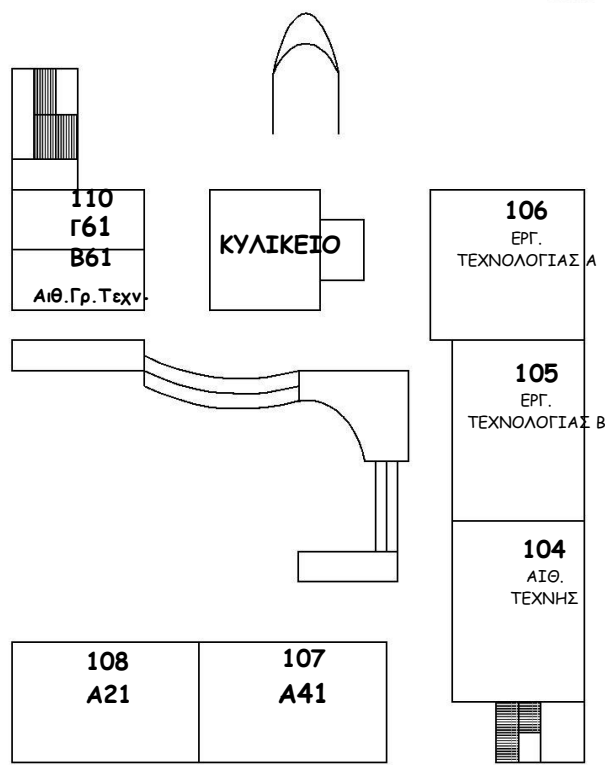 110
Γ61
Β61
Αιθ.Γρ.Τεχν.
ΚΥΛΙΚΕΙΟ
106
ΕΡΓ.
ΤΕΧΝΟΛΟΓΙΑΣ Α
105
ΕΡΓ.
ΤΕΧΝΟΛΟΓΙΑΣ Β
104
ΑΙΘ.
ΤΕΧΝΗΣ
108
Α21
107
Α41